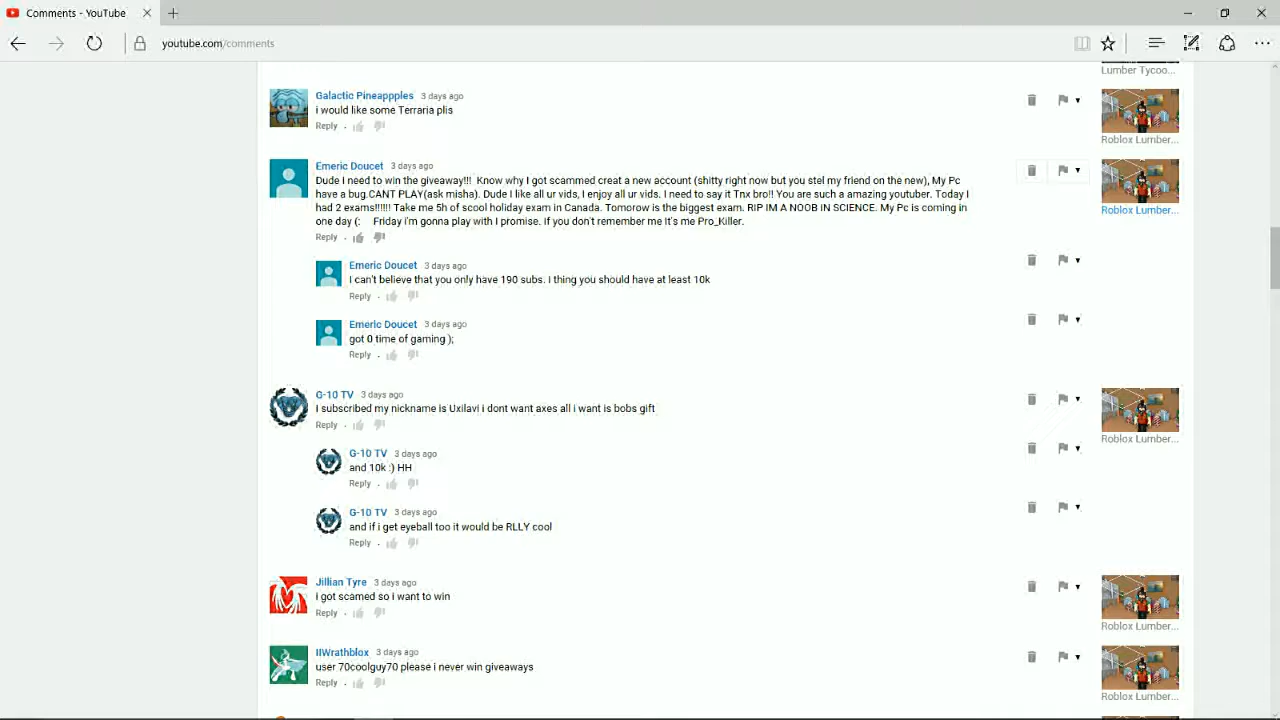 Comments - YouTube
youtube.com/comments
Lumber Tycoo...
Galactic Pineappples 3 days ago
i would like some Terraria plis
Reply
Roblox Lumber...
Emeric Doucet 3 days ago
Dude I need to win the giveaway!!! Know why I got scammed creat a new account (shitty right now but you stel my friend on the new), My Pc
have a bug CANT PLAY(ask misha). Dude I like all ur vids, I enjoy all ur vids. I need to say it Tnx bro!! You are such a amazing youtuber. Today I
had 2 exams!!!!!! Take me 5h of scool holiday exam in Canada. Tomorow is the biggest exam. RIP IM A NOOB IN SCIENCE. My Pc is coming in
one day (: Friday i'm gonna play with I promise. if you don't remember me It's me Pro_Killer.
Reply
Roblox Lumber...
Emeric Doucet 3 days ago
I can't believe that you only have 190 subs. I thing you should have at least 10k
Reply
Emeric Doucet 3 days ago
got 0 time of gaming );
Reply
G-10 TV 3 days ago
I subscribed my nickname is Uxilavi i dont want axes all i want is bobs gift
Reply
Roblox Lumber...
G-10 TV 3 days ago
and 10k :) HH
Reply
G-10 TV 3 days ago
and if i get eyeball too it would be RLLY cool
Reply
Jillian Tyre 3 days ago
i got scamed so i want to win
Reply
Roblox Lumber...
IIWrathblox 3 days ago
user 70coolguy70 please i never win giveaways
Reply
Roblox Lumber...